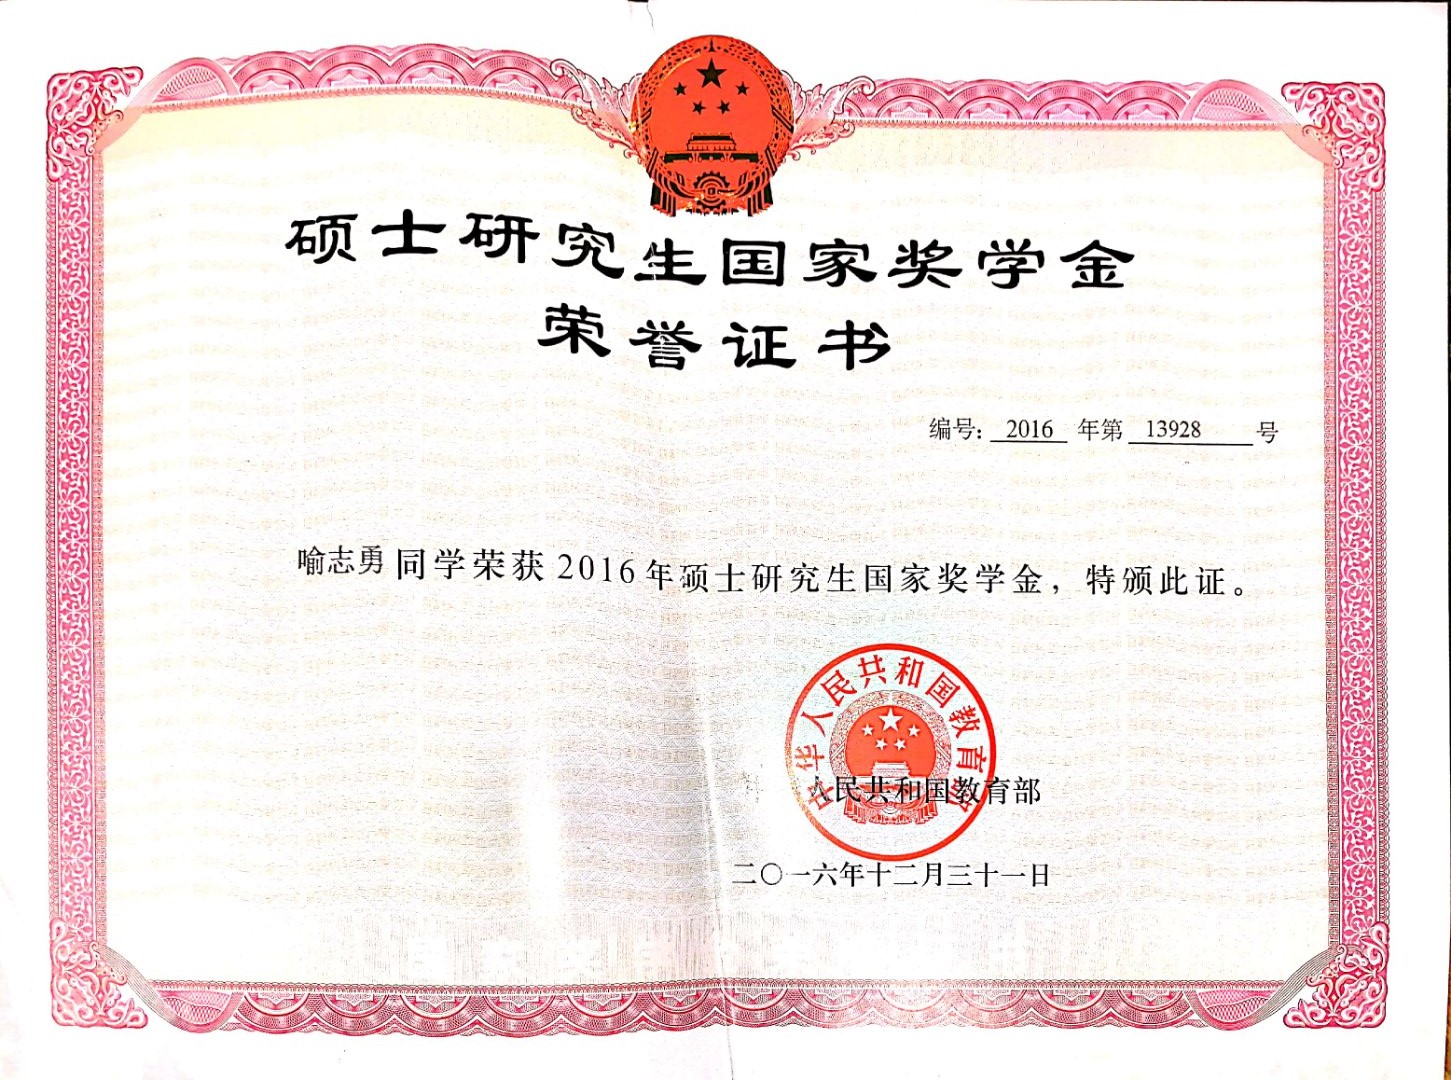 硕士研究生国家奖学金
荣誉证书
编号: 2016 年第 13928 号
喻志勇同学荣获2016年硕士研究生国家奖学金，特颁此证。
中华人民共和国教育部
人民共和国教育部
二〇一六年十二月三十一日